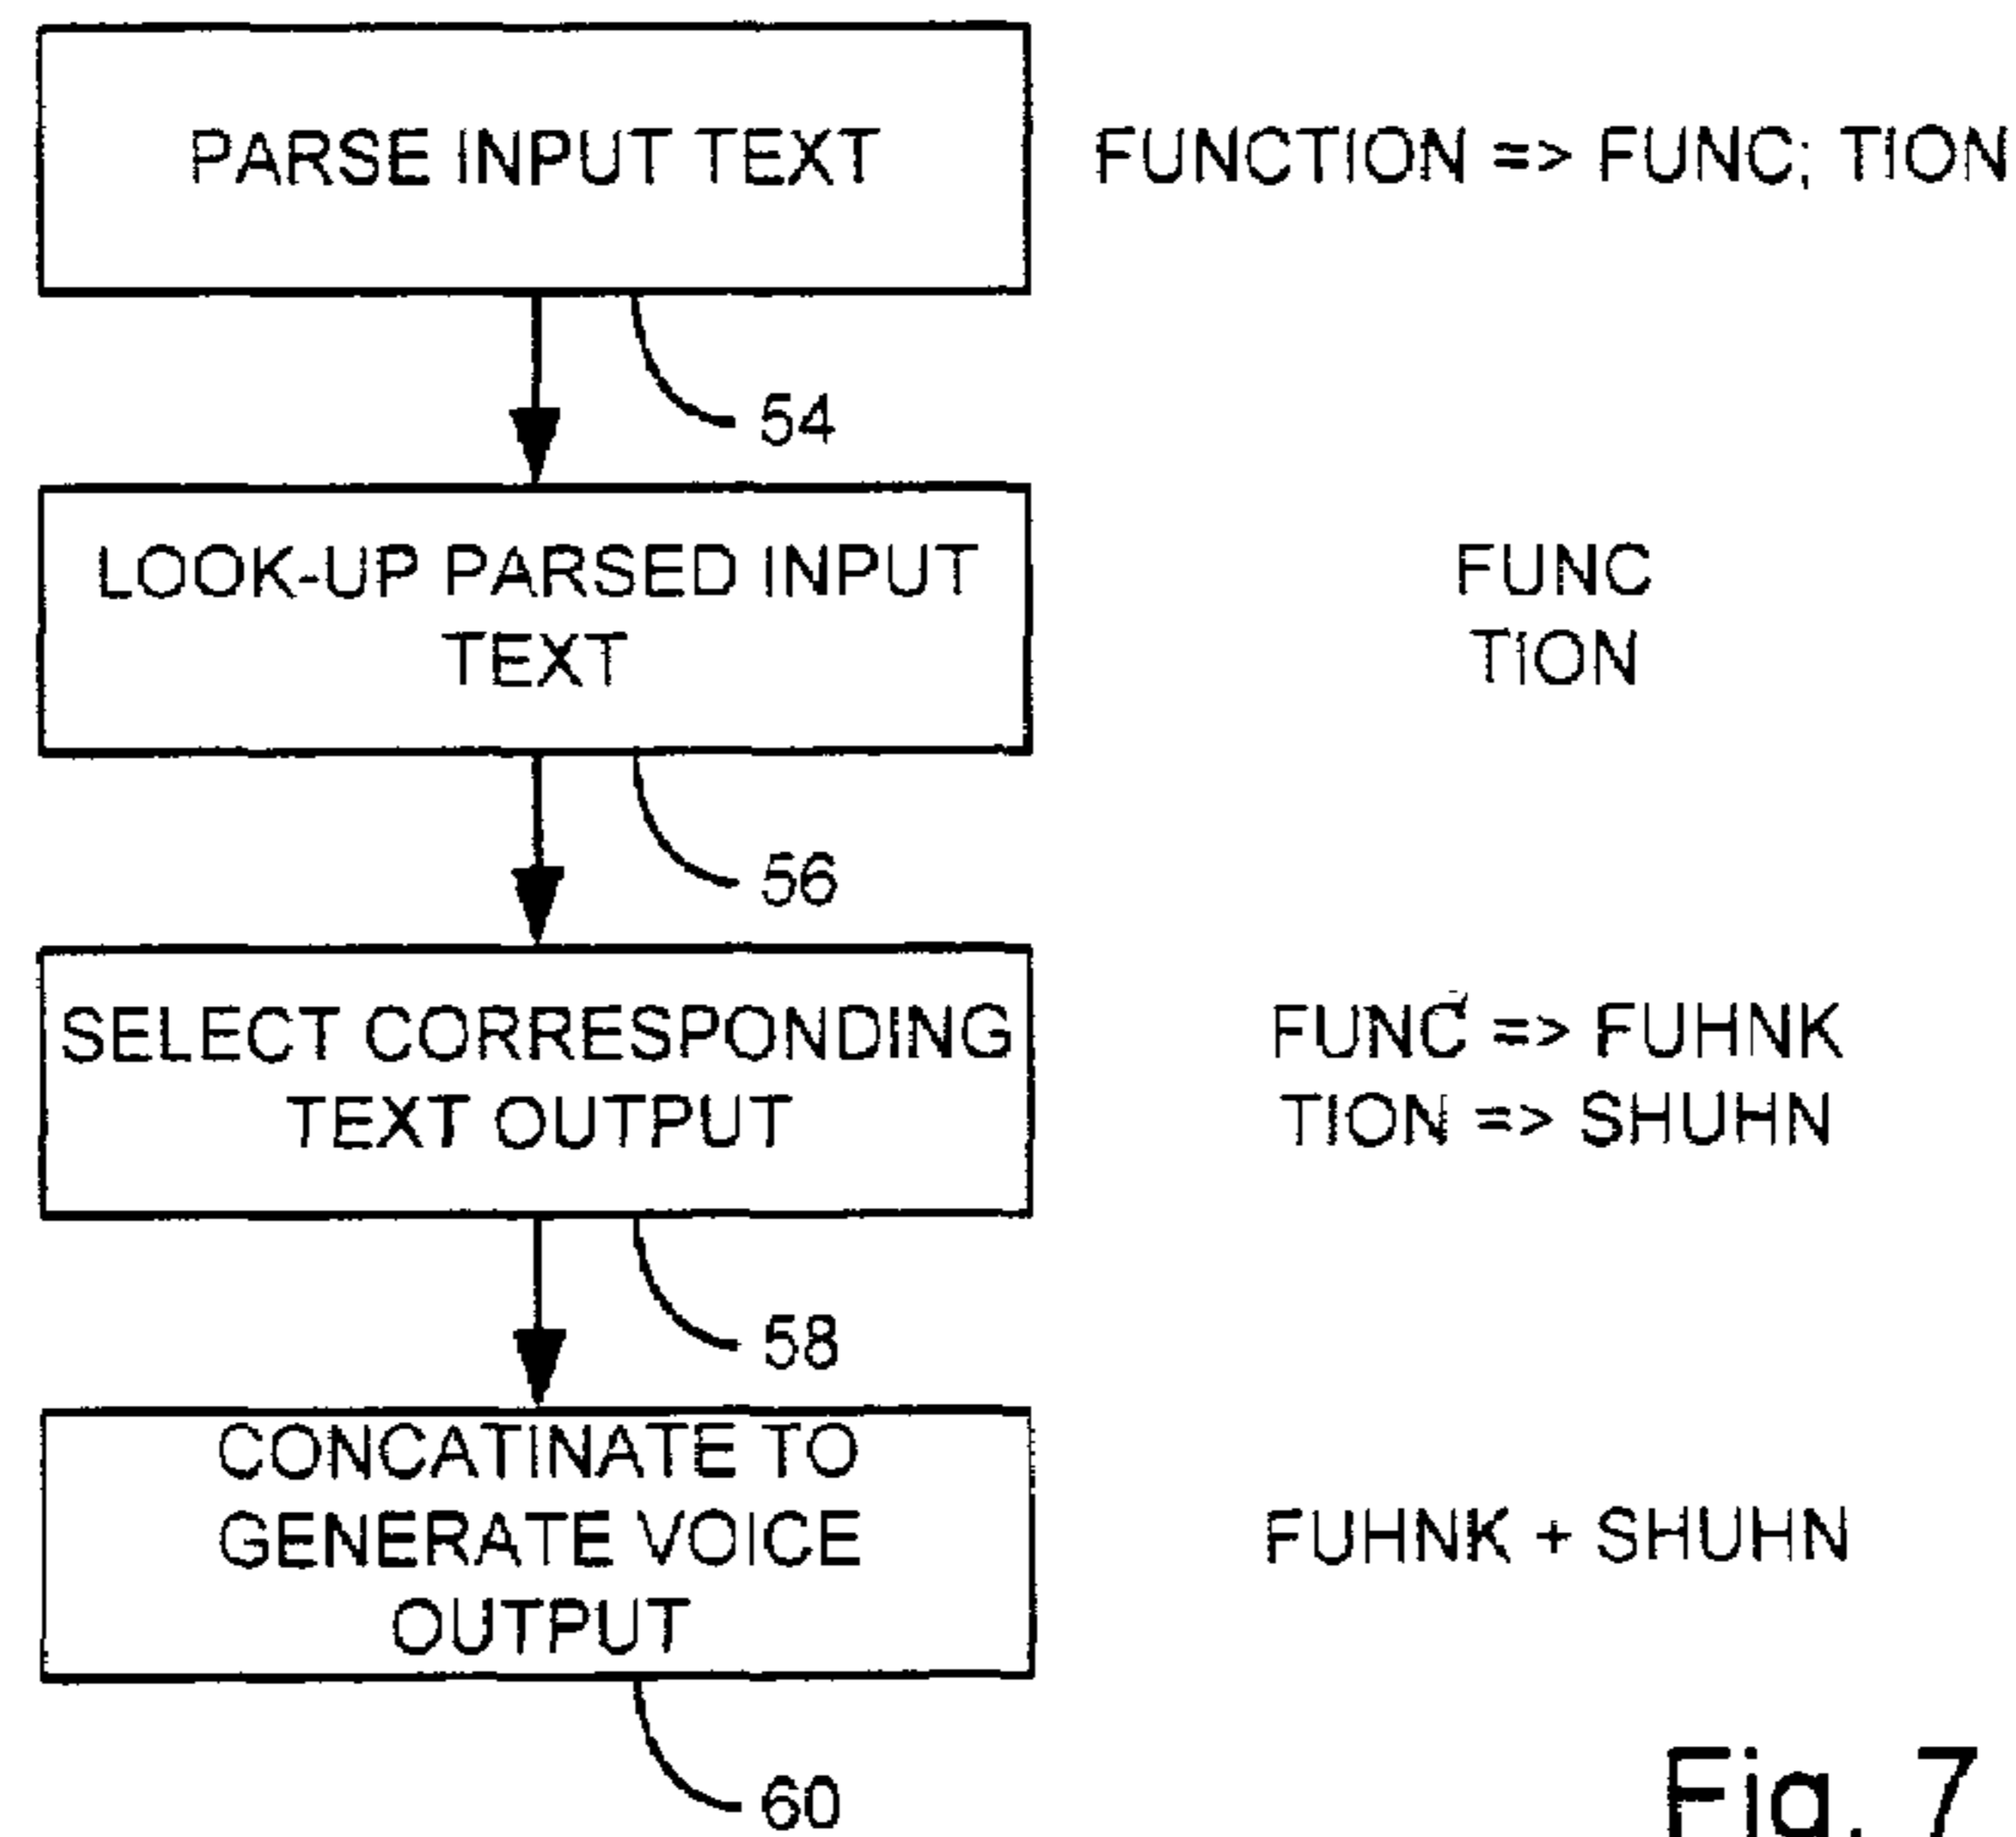 PARSE INPUT TEXT
FUNCTION => FUNC; TION
54
LOOK-UP PARSED INPUT
TEXT
FUNC
TION
56
SELECT CORRESPONDING
TEXT OUTPUT
FUNC => FUHNK
TION => SHUHN
58
CONCATINATE TO
GENERATE VOICE
OUTPUT
FUHNK + SHUHN
60
Fig. 7